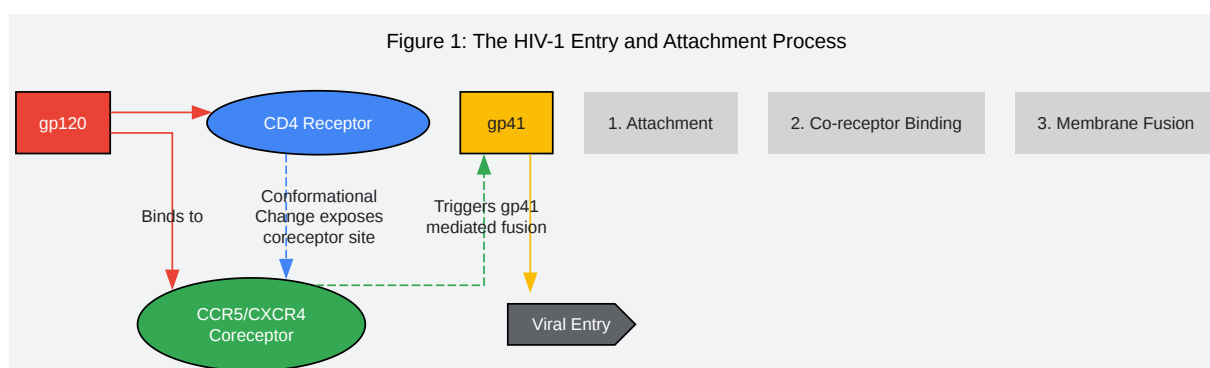 Figure 1: The HIV-1 Entry and Attachment Process
gp120
CD4 Receptor
gp41
1. Attachment
2. Co-receptor Binding
3. Membrane Fusion
Binds to
Conformational
Change exposes
coreceptor site
Triggers gp41
mediated fusion
CCR5/CXCR4
Coreceptor
Viral Entry